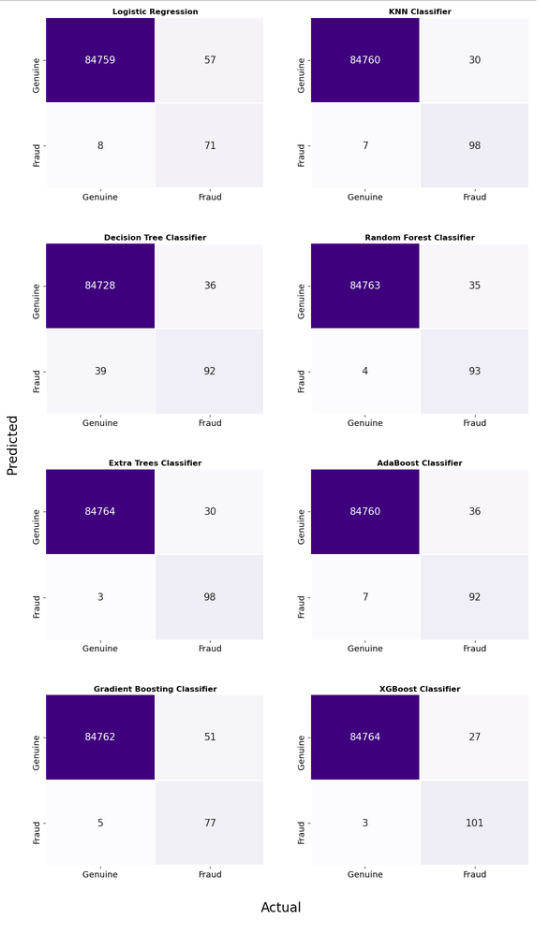 Logistic Regression
KNN Classifier
Genuine
84759
57
Genuine
84760
30
Fraud
8
71
Fraud
7
98
Genuine
Fraud
Genuine
Fraud
Decision Tree Classifier
Random Forest Classifier
Genuine
84728
36
Genuine
84763
35
Fraud
39
92
Fraud
4
93
Genuine
Fraud
Genuine
Fraud
Predicted
Extra Trees Classifier
AdaBoost Classifier
Genuine
84764
30
Genuine
84760
36
Fraud
3
98
Fraud
7
92
Genuine
Fraud
Genuine
Fraud
Gradient Boosting Classifier
XGBoost Classifier
Genuine
84762
51
Genuine
84764
27
Fraud
5
77
Fraud
3
101
Genuine
Fraud
Genuine
Fraud
Actual